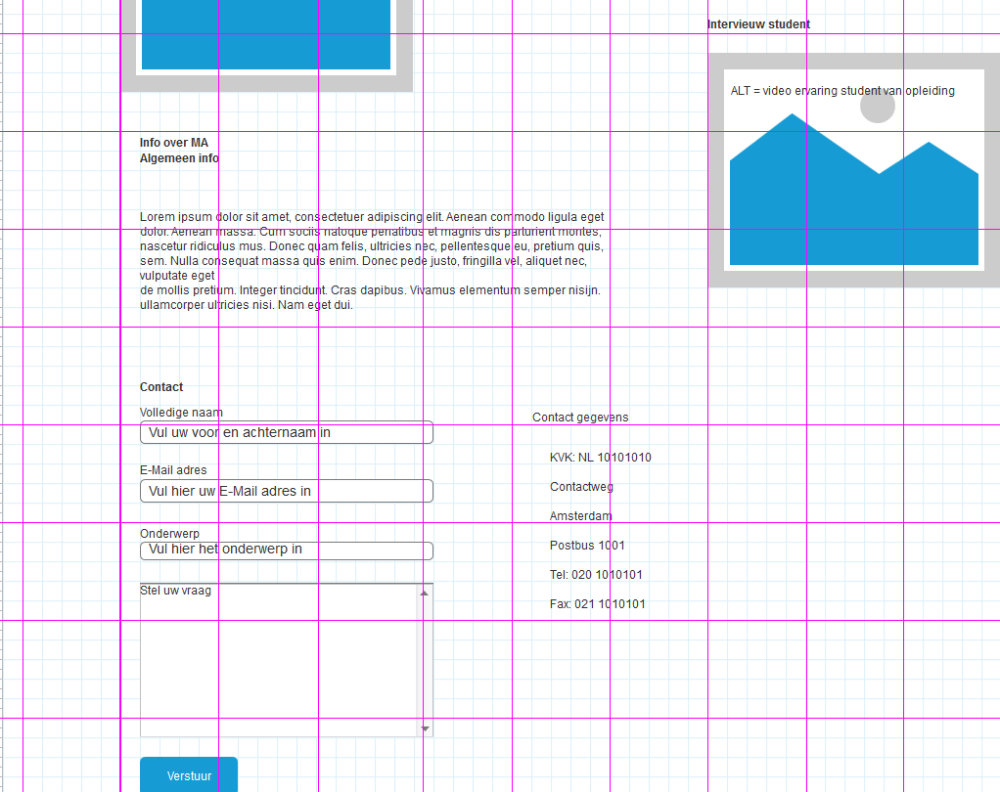 Intervieuw student
ALT = video ervaring student van opleiding
Info over MA
Algemeen info
Lorem ipsum dolor sit amet, consectetuer adipiscing elit. Aenean commodo ligula eget
dolor. Aenean massa. Cum sociis natoque penatibus et magnis dis parturient montes,
nascetur ridiculus mus. Donec quam felis, ultricies nec, pellentesque eu, pretium quis,
sem. Nulla consequat massa quis enim. Donec pede justo, fringilla vel, aliquet nec,
vulputate eget
de mollis pretium. Integer tincidunt. Cras dapibus. Vivamus elementum semper nisijn.
ullamcorper ultricies nisi. Nam eget dui.
Contact
Volledige naam
Vul uw voor en achternaam in
E-Mail adres
Vul hier uw E-Mail adres in
Onderwerp
Vul hier het onderwerp in
Stel uw vraag
Verstuur
Contact gegevens
KVK: NL 10101010
Contactweg
Amsterdam
Postbus 1001
Tel: 020 1010101
Fax: 021 1010101